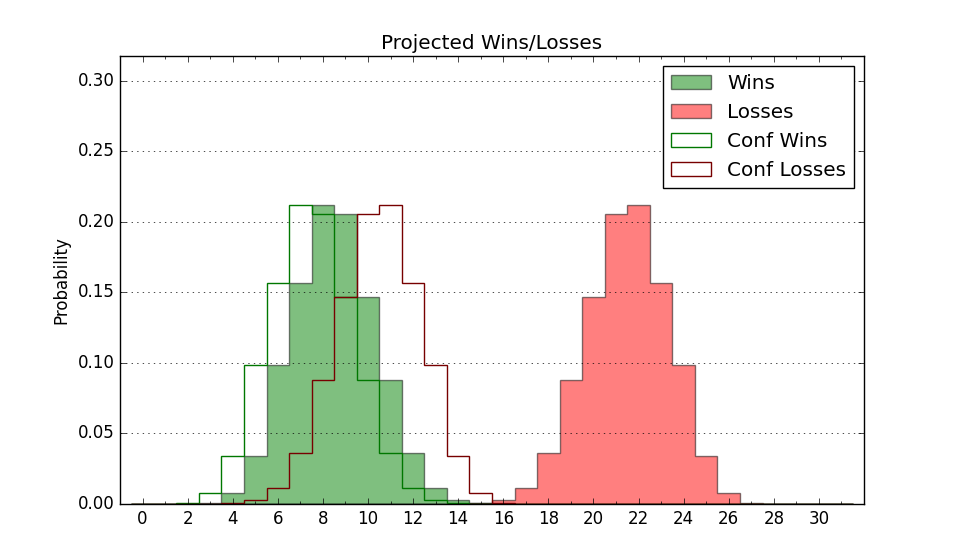 Projected Wins/Losses
Wins
Losses
Conf Wins
Conf Losses
Probability
0.30
0.25
0.20
0.15
0.10
0.05
0.00
0 2 4 6 8 10 12 14 16 18 20 22 24 26 28 30